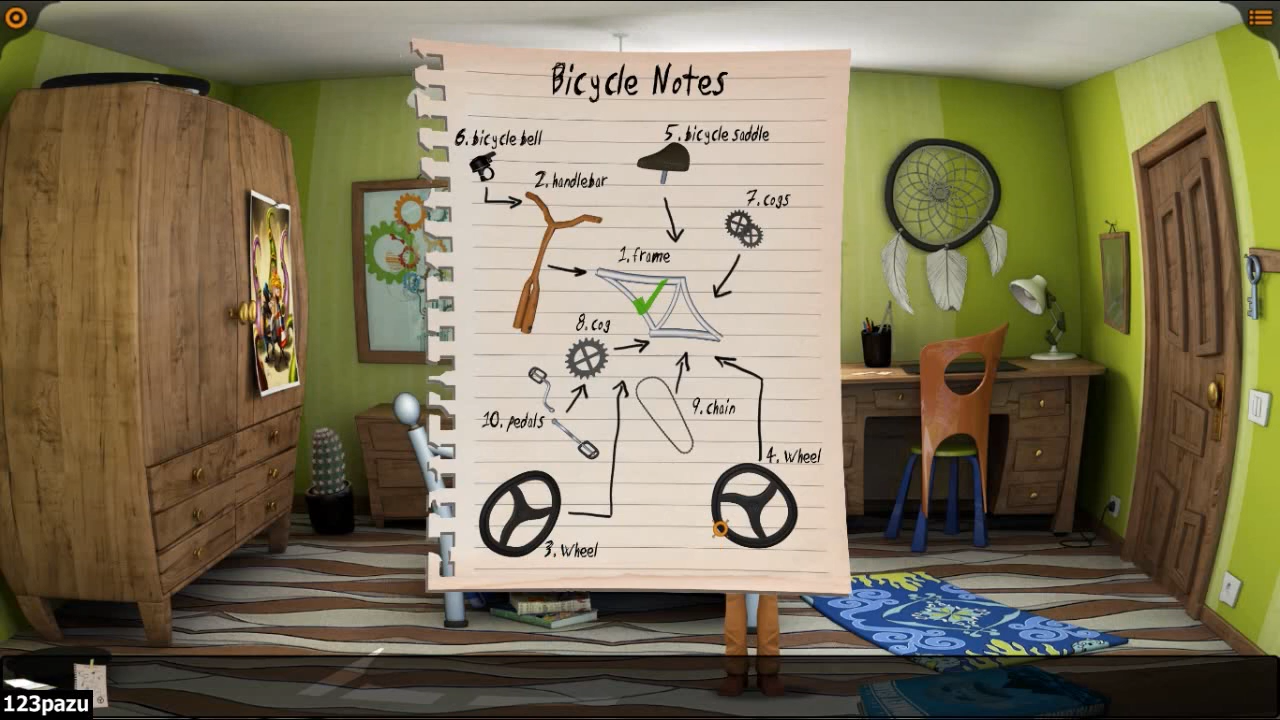 Bicycle Notes
6. bicycle bell
5. bicycle saddle
2. handlebar
7. cogs
1. frame
8. cog
10. pedals
9. chain
4. Wheel
3. Wheel
123pazu